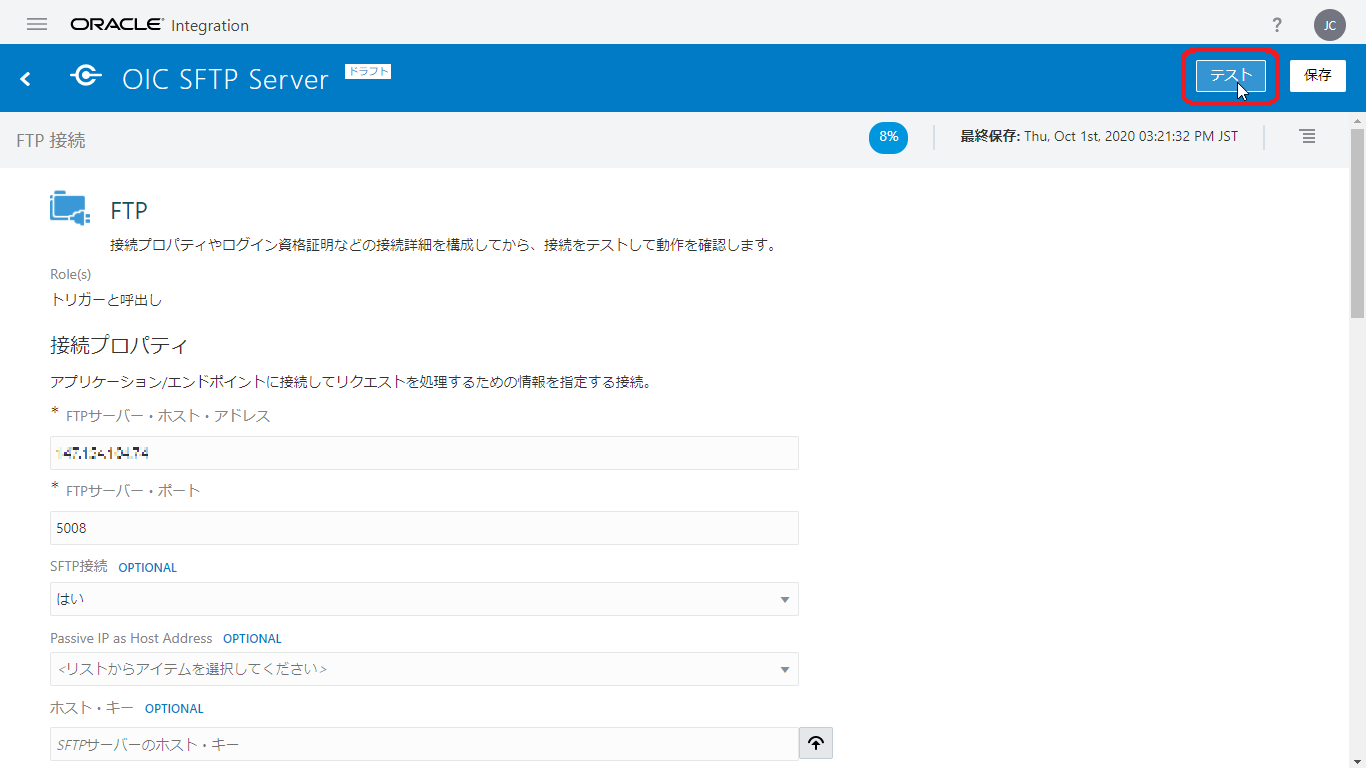 ORACLE® Integration
?
JC
OIC SFTP Server ドラフト
テスト
保存
FTP 接続
8%
最終保存: Thu, Oct 1st, 2020 03:21:32 PM JST
FTP
接続プロパティやログイン資格証明などの接続詳細を構成してから、接続をテストして動作を確認します。
Role(s)
トリガーと呼出し
接続プロパティ
アプリケーション/エンドポイントに接続してリクエストを処理するための情報を指定する接続。
* FTPサーバー・ホスト・アドレス
* FTPサーバー・ポート
5008
SFTP接続 OPTIONAL
はい
Passive IP as Host Address OPTIONAL
<リストからアイテムを選択してください>
ホスト・キー OPTIONAL
SFTPサーバーのホスト・キー